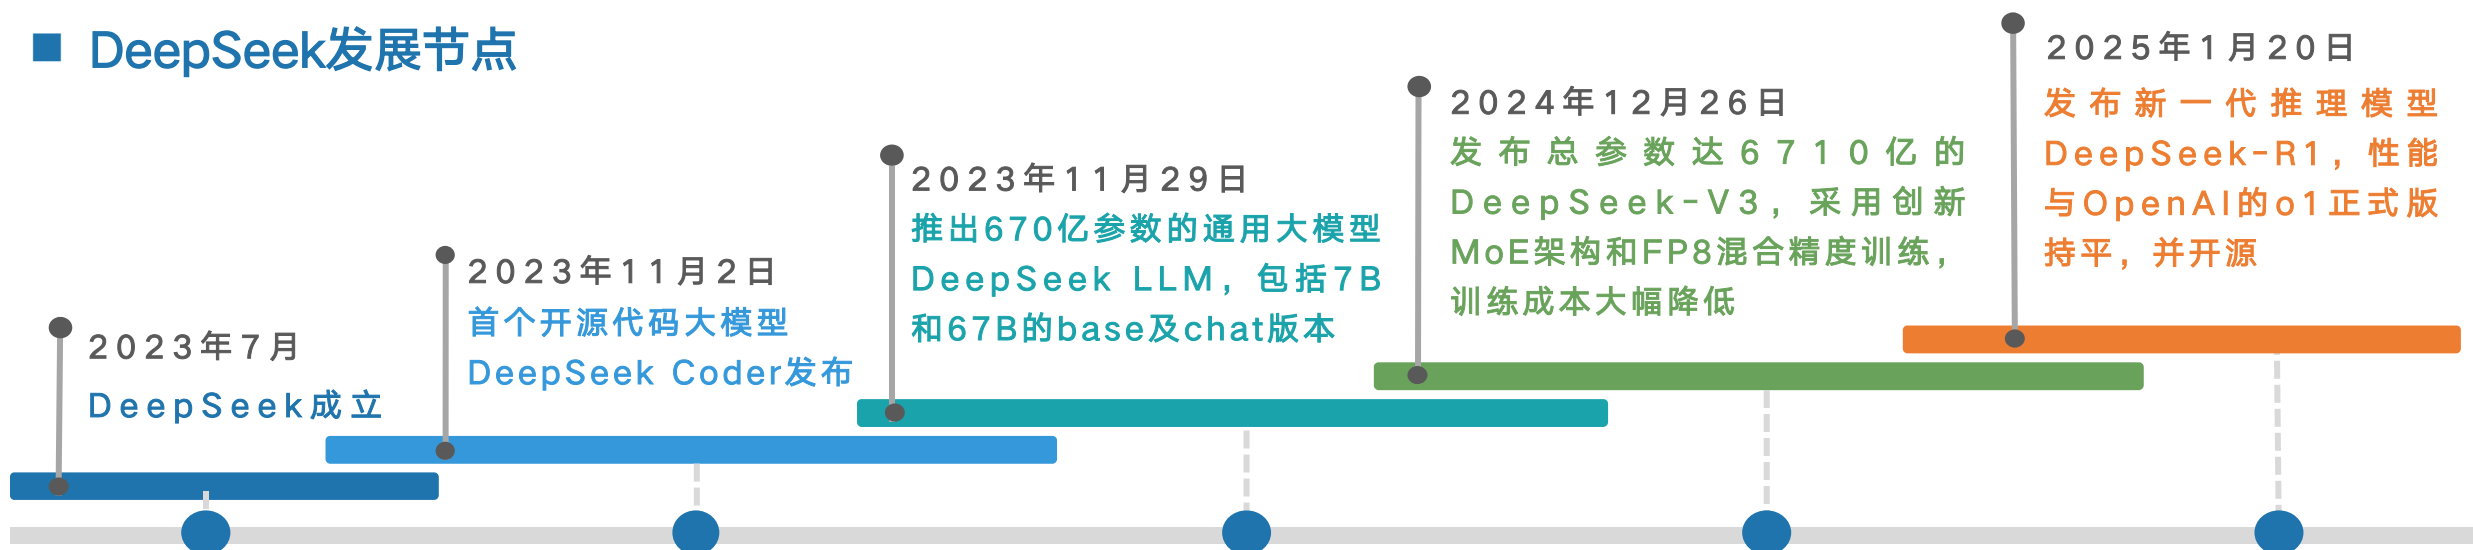 DeepSeek发展节点
2023年7月
DeepSeek成立
2023年11月2日
首个开源代码大模型
DeepSeek Coder发布
2023年11月29日
推出670亿参数的通用大模型
DeepSeek LLM，包括7B
和67B的base及chat版本
2024年12月26日
发布总参数达6710亿的
DeepSeek-V3，采用创新
MoE架构和FP8混合精度训练，
训练成本大幅降低
2025年1月20日
发布新一代推理模型
DeepSeek-R1，性能
与OpenAI的o1正式版
持平，并开源